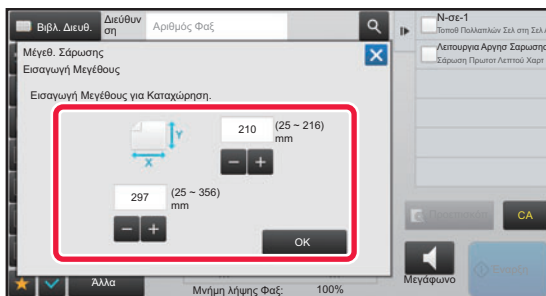 Βιβλ. Διευθ.
Διεύθυν
ση
Αριθμός Φαξ
Μέγεθ. Σάρωσης
Εισαγωγή Μεγέθους
Εισαγωγή Μεγέθους για Καταχώρηση.
Y
X
210
(25 ~ 216)
mm
297
(25 ~ 356)
mm
OK
N-σε-1
Τοποθ Πολλαπλών Σελ στη Σελ
Λειτουργια Αργησ Σαρωσης
Σάρωση Πρωτοτ Λεπτού Χαρτ
CA
Μεγάφωνο
Έναρξη
Άλλα
Μνήμη λήψης Φαξ:
100%